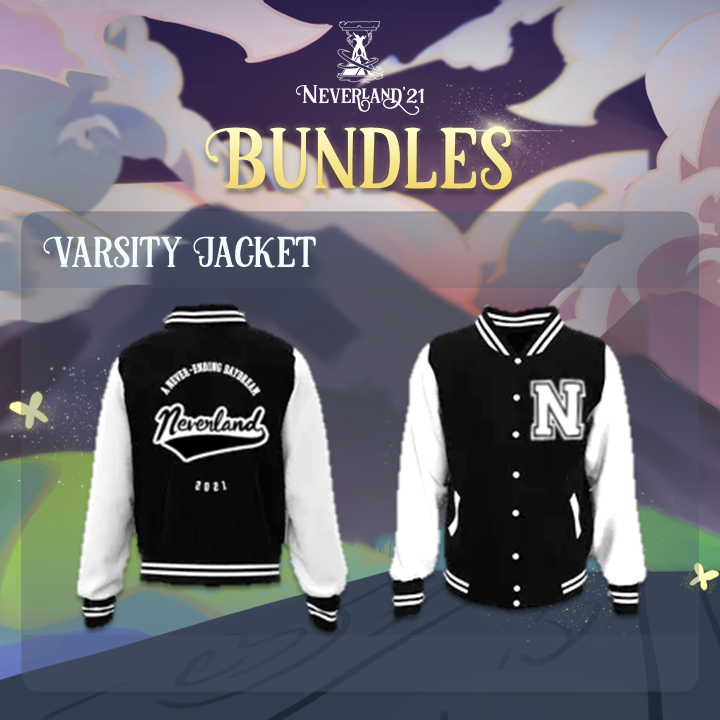 NEVERLAND'21
BUNDLES
VARSITY JACKET
A NEVER-ENDING DAYDREAM
Neverland
2021
N